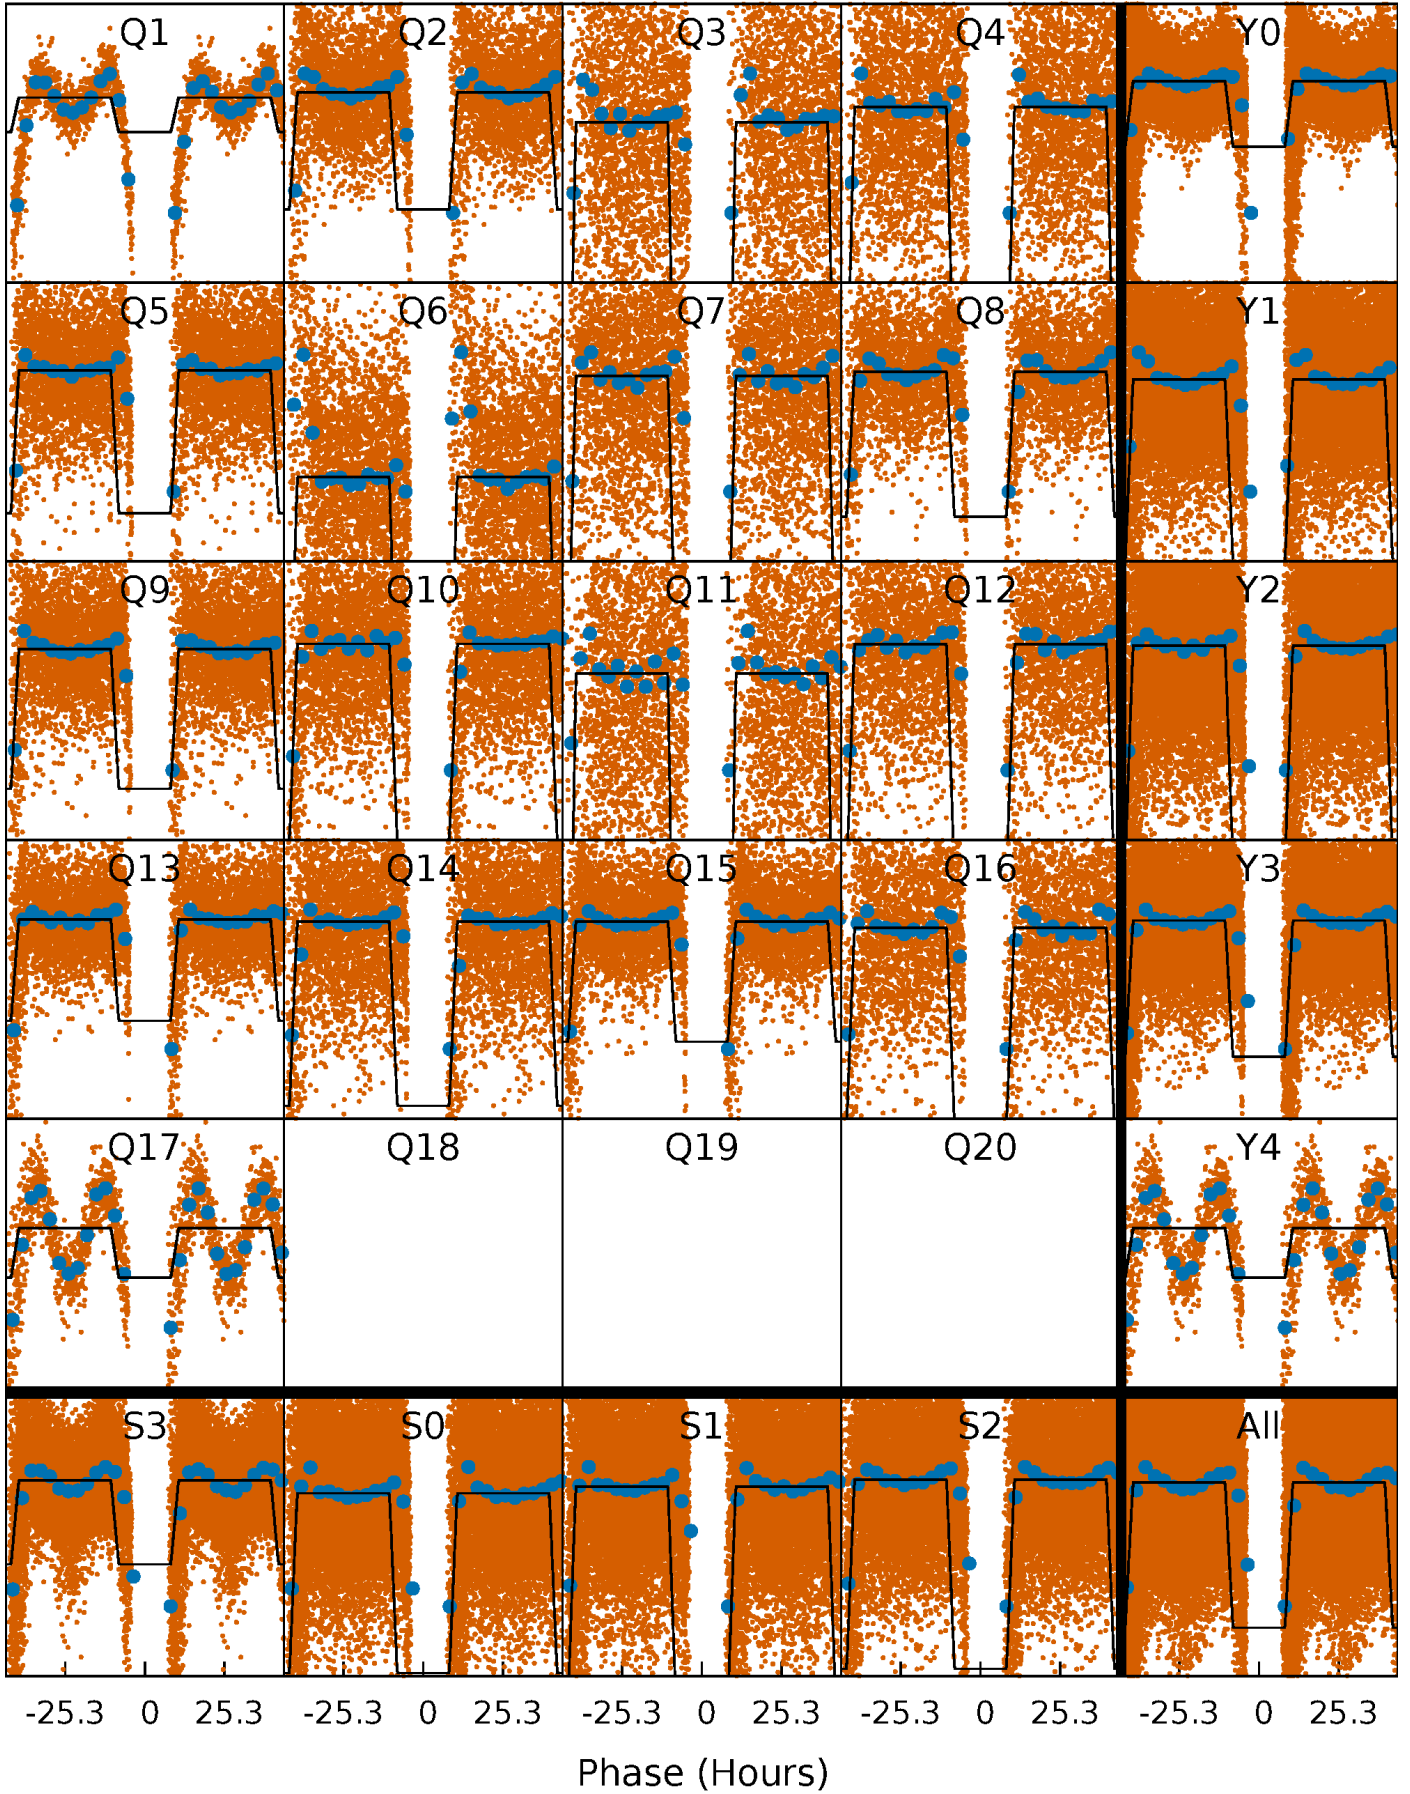 Q1 Q2 Q3 Q4 Y0
Q5 Q6 Q7 Q8 Y1
Q9 Q10 Q11 Q12 Y2
Q13 Q14 Q15 Q16 Y3
Q17 Q18 Q19 Q20 Y4
S3 S0 S1 S2 All
-25.3 0 25.3 -25.3 0 25.3 -25.3 0 25.3 -25.3 0 25.3 -25.3 0 25.3
Phase (Hours)